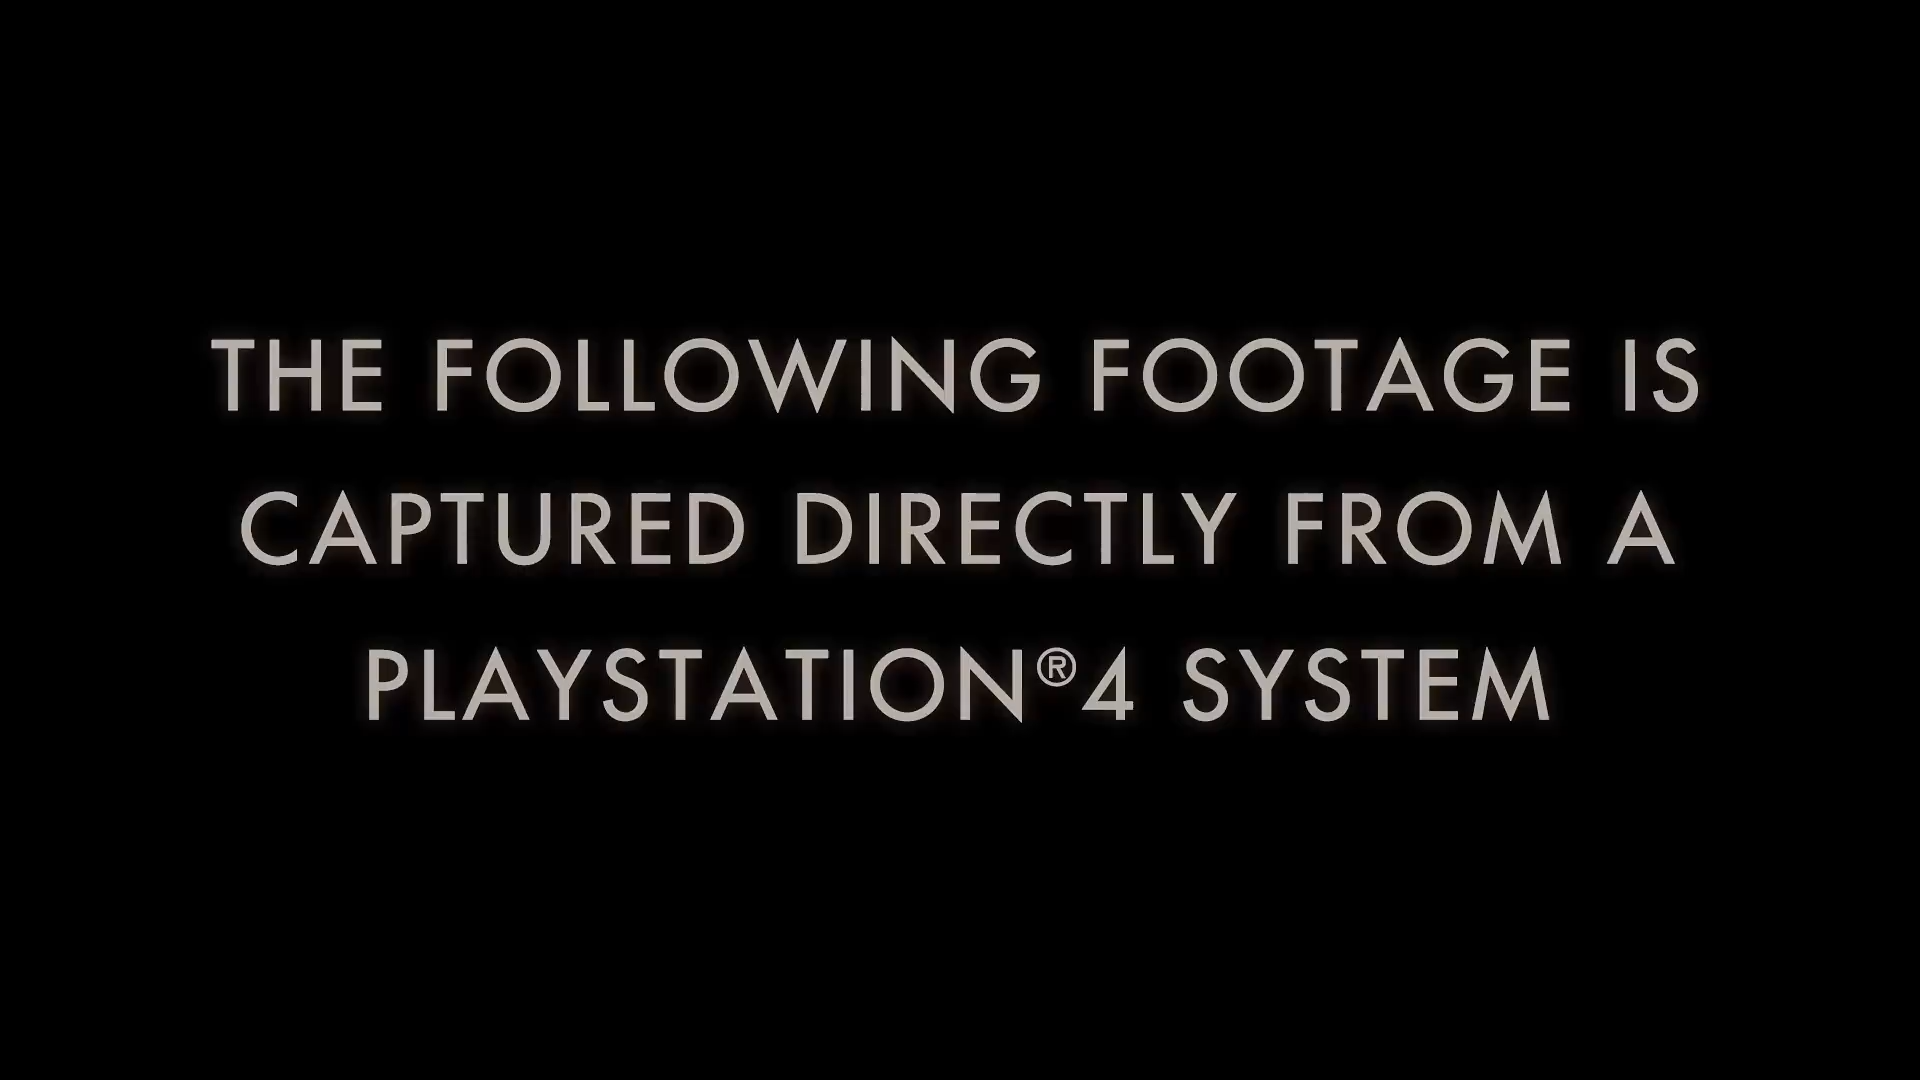 THE FOLLOWING FOOTAGE IS
CAPTURED DIRECTLY FROM A
PLAYSTATION®4 SYSTEM